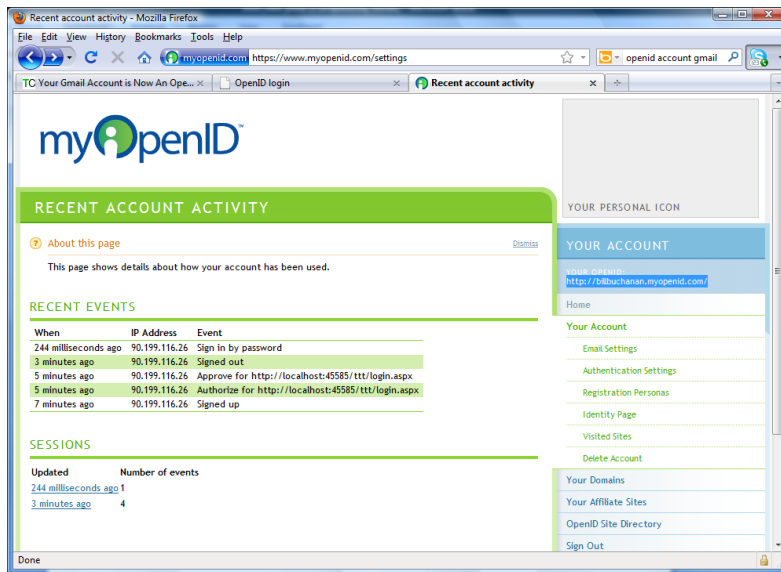 Recent account activity - Mozilla Firefox
File Edit View History Bookmarks Tools Help
myopenid.com https://www.myopenid.com/settings
openid account gmail
TC Your Gmail Account is Now An Ope...
OpenID login
Recent account activity
myOpenID™
YOUR PERSONAL ICON
RECENT ACCOUNT ACTIVITY
? About this page
Dismiss
This page shows details about how your account has been used.
RECENT EVENTS
When IP Address Event
244 milliseconds ago 90.199.116.26 Sign in by password
3 minutes ago 90.199.116.26 Signed out
5 minutes ago 90.199.116.26 Approve for http://localhost:45585/ttt/login.aspx
5 minutes ago 90.199.116.26 Authorize for http://localhost:45585/ttt/login.aspx
7 minutes ago 90.199.116.26 Signed up
SESSIONS
Updated Number of events
244 milliseconds ago 1
3 minutes ago 4
YOUR ACCOUNT
YOUR OPENID:
http://billbuchanan.myopenid.com/
Home
Your Account
Email Settings
Authentication Settings
Registration Personas
Identity Page
Visited Sites
Delete Account
Your Domains
Your Affiliate Sites
OpenID Site Directory
Sign Out
Done